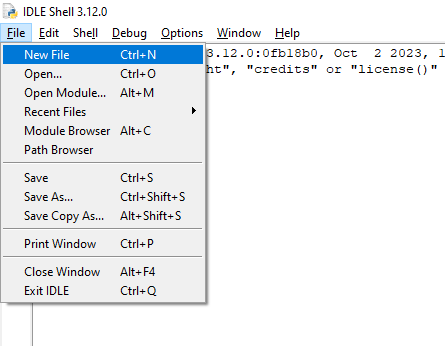 IDLE Shell 3.12.0
File Edit Shell Debug Options Window Help
3.12.0:0fb18b0, Oct 2 2023, 1
ht", "credits" or "license()"
New File Ctrl+N
Open... Ctrl+O
Open Module... Alt+M
Recent Files
Module Browser Alt+C
Path Browser
Save Ctrl+S
Save As... Ctrl+Shift+S
Save Copy As... Alt+Shift+S
Print Window Ctrl+P
Close Window Alt+F4
Exit IDLE Ctrl+Q